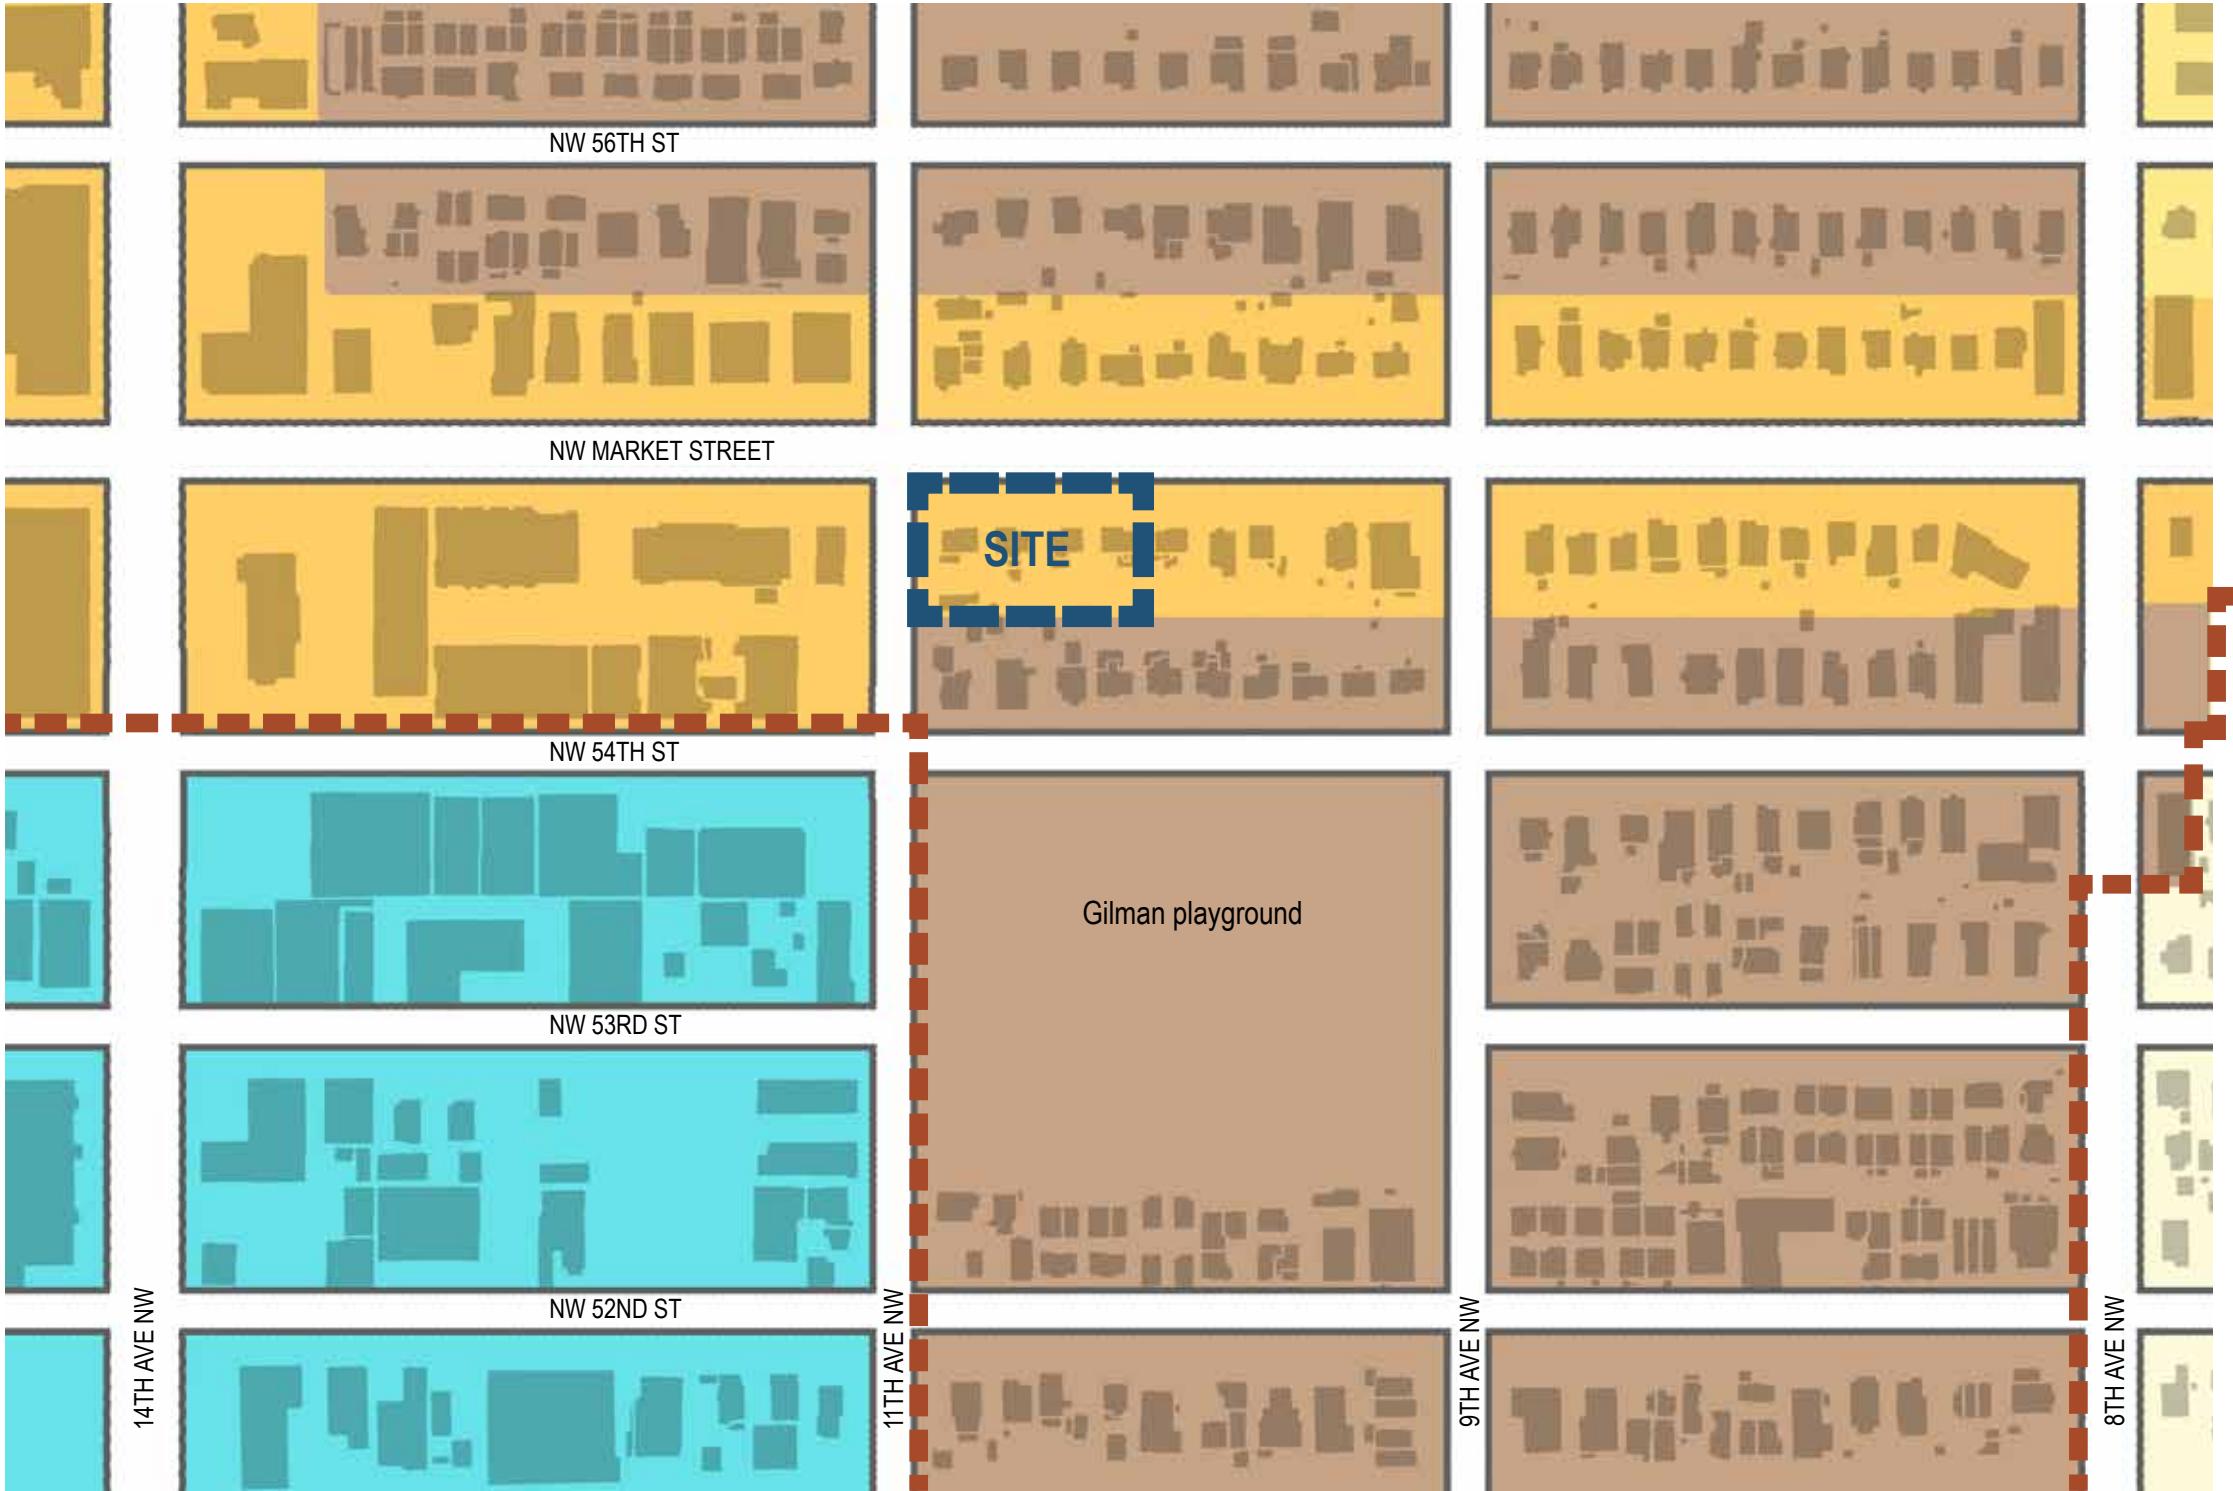 NW 56TH ST
NW MARKET STREET
SITE
NW 54TH ST
Gilman playground
NW 53RD ST
NW 52ND ST
14TH AVE NW
11TH AVE NW
9TH AVE NW
8TH AVE NW